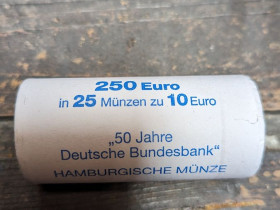 250 Euro
in 25 Münzen zu 10 Euro
„50 Jahre
Deutsche Bundesbank“
HAMBURGISCHE MÜNZE